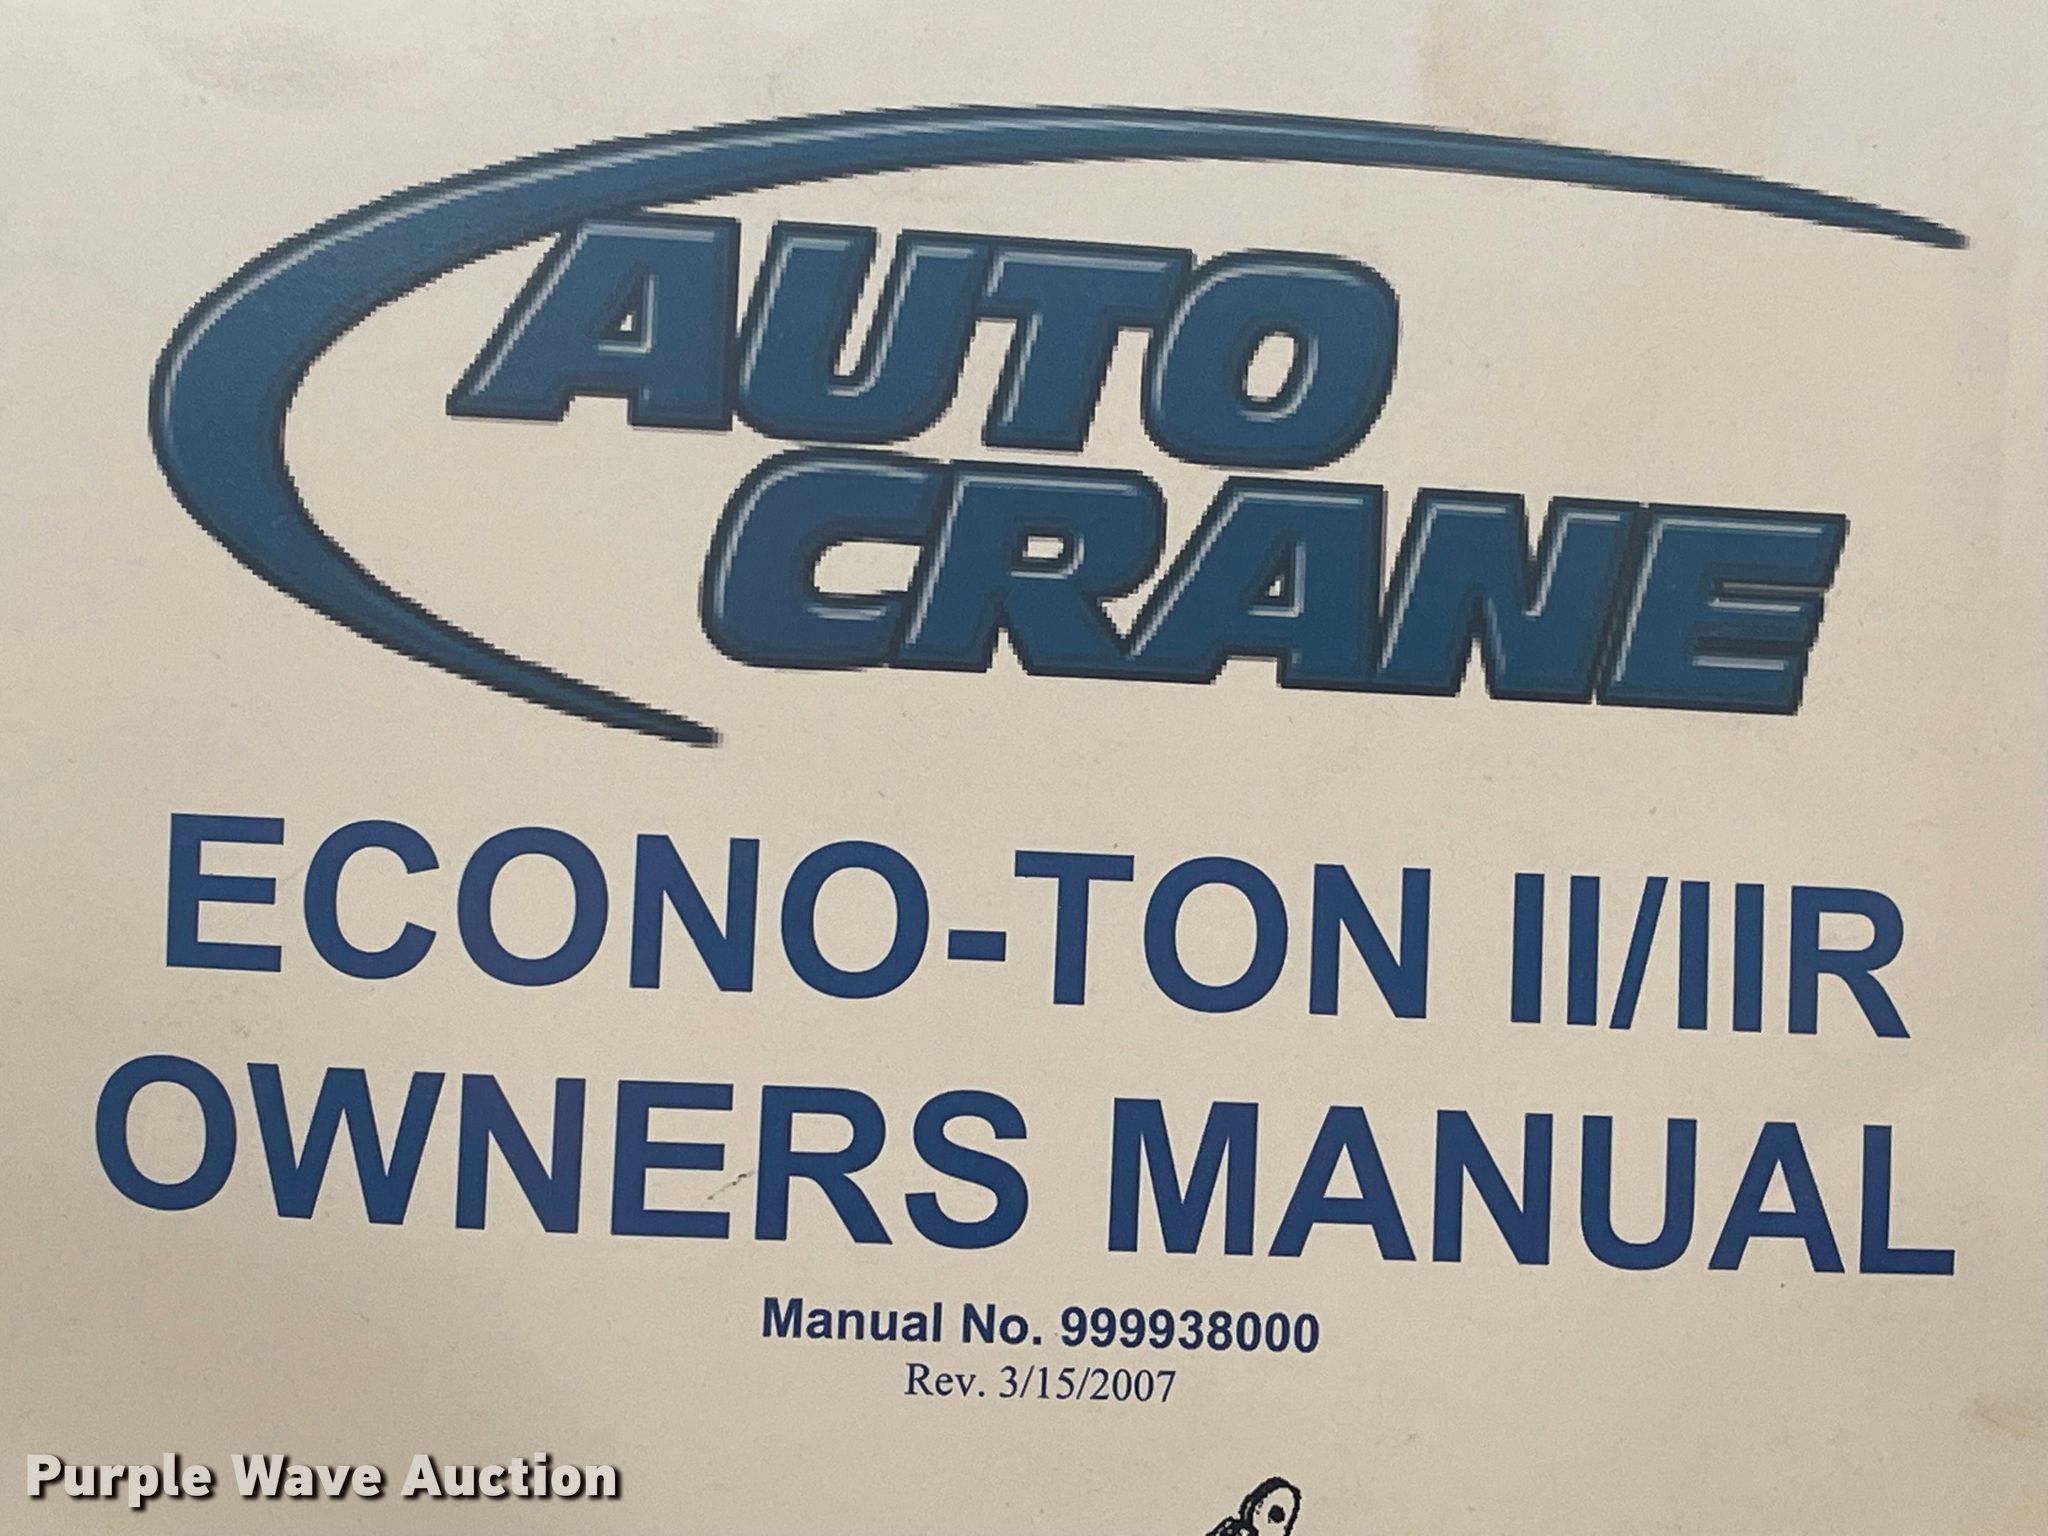 AUTO
CRANE
ECONO-TON II/IIR
OWNERS MANUAL
Manual No. 999938000
Rev. 3/15/2007
Purple Wave Auction